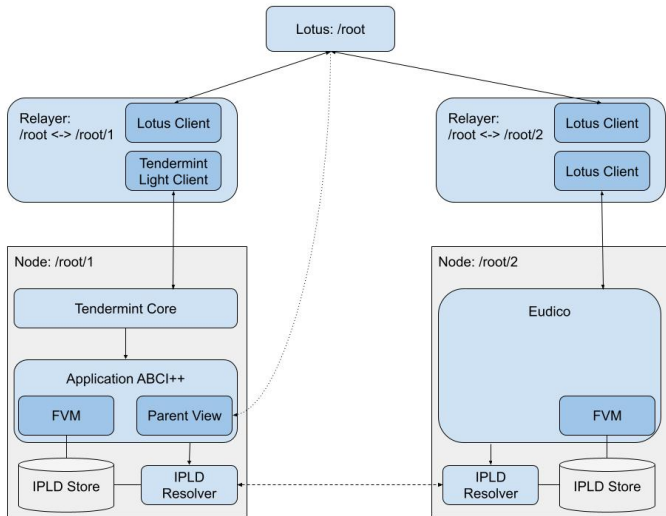 Lotus: /root
Relayer:
/root <-> /root/1
Lotus Client
Tendermint
Light Client
Relayer:
/root <-> /root/2
Lotus Client
Lotus Client
Node: /root/1
Tendermint Core
Application ABCI++
FVM
Parent View
IPLD Store
IPLD
Resolver
Node: /root/2
Eudico
FVM
IPLD
Resolver
IPLD Store